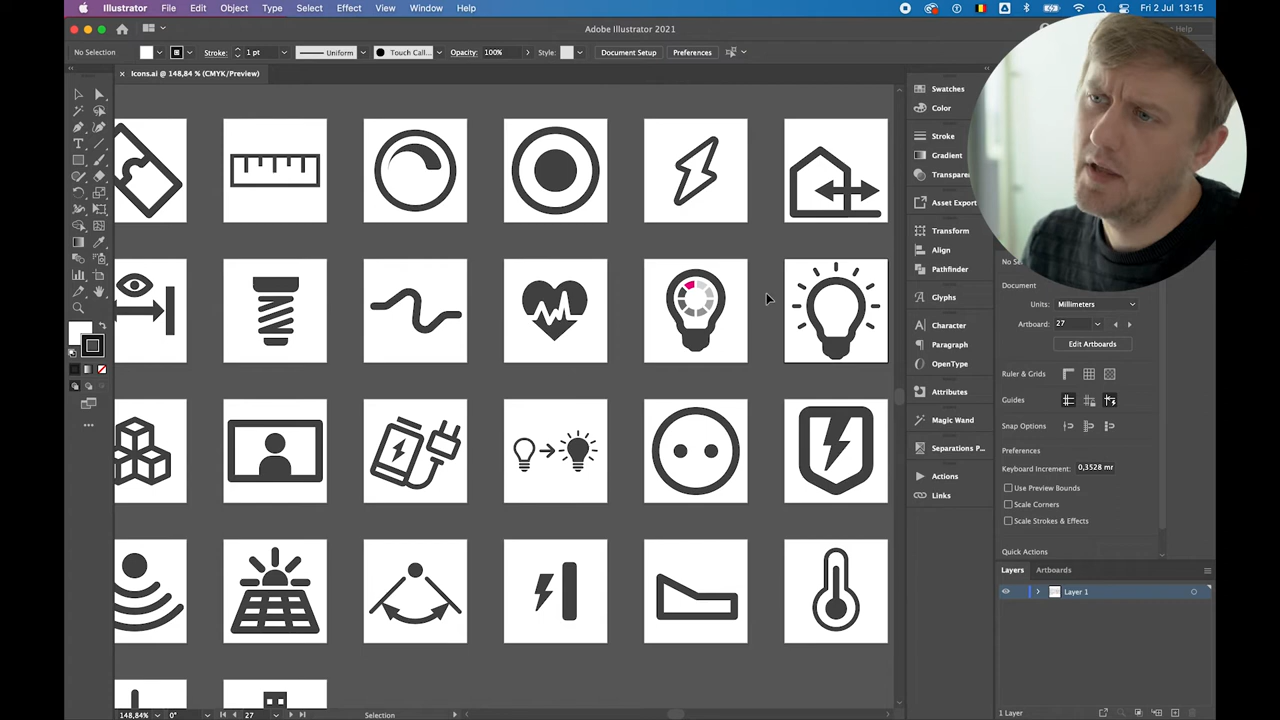 Illustrator File Edit Object Type Select Effect View Window Help
Fri 2 Jul 13:15
Adobe Illustrator 2021
Help
No Selection Stroke: 1 pt Uniform Touch Call... Opacity: 100% Style: Document Setup Preferences
Icons.ai @ 148,84 % (CMYK/Preview)
Swatches
Color
Stroke
Gradient
Transparen
Asset Export
Transform
Align
Pathfinder
Glyphs
Character
Paragraph
OpenType
Attributes
Magic Wand
Separations P...
Actions
Links
No Se
Document
Units: Millimeters
Artboard: 27
Edit Artboards
Ruler & Grids
Guides
Snap Options
Preferences
Keyboard Increment: 0,3528 mr
Use Preview Bounds
Scale Corners
Scale Strokes & Effects
Quick Actions
Layers Artboards
Layer 1
1 Layer
148,84% 0° 27 Selection